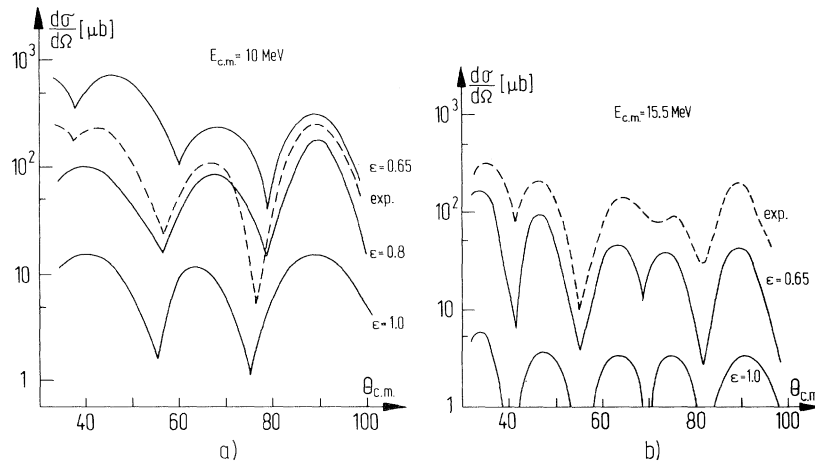 dσ/dΩ [μb]
E c.m. = 10 MeV
10³
10²
10
1
ε = 0.65
exp.
ε = 0.8
ε = 1.0
40 60 80 100
θ c.m.
a)
dσ/dΩ [μb]
E c.m. = 15.5 MeV
10³
10²
10
1
exp.
ε = 0.65
ε = 1.0
40 60 80 100
θ c.m
b)